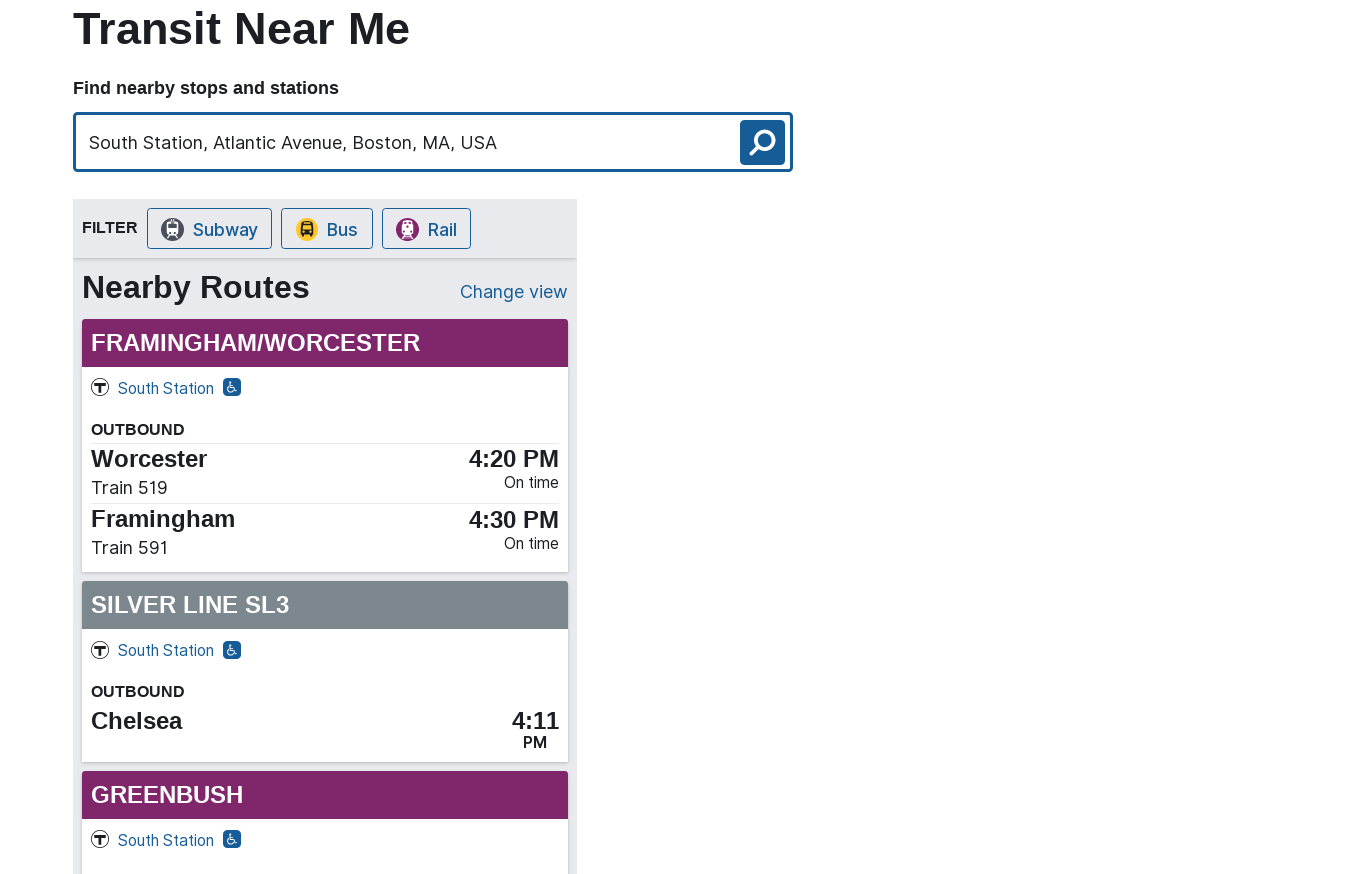 Transit Near Me
Find nearby stops and stations
South Station, Atlantic Avenue, Boston, MA, USA
FILTER Subway Bus Rail
Nearby Routes Change view
FRAMINGHAM/WORCESTER
South Station
OUTBOUND
Worcester 4:20 PM
Train 519 On time
Framingham 4:30 PM
Train 591 On time
SILVER LINE SL3
South Station
OUTBOUND
Chelsea 4:11
PM
GREENBUSH
South Station